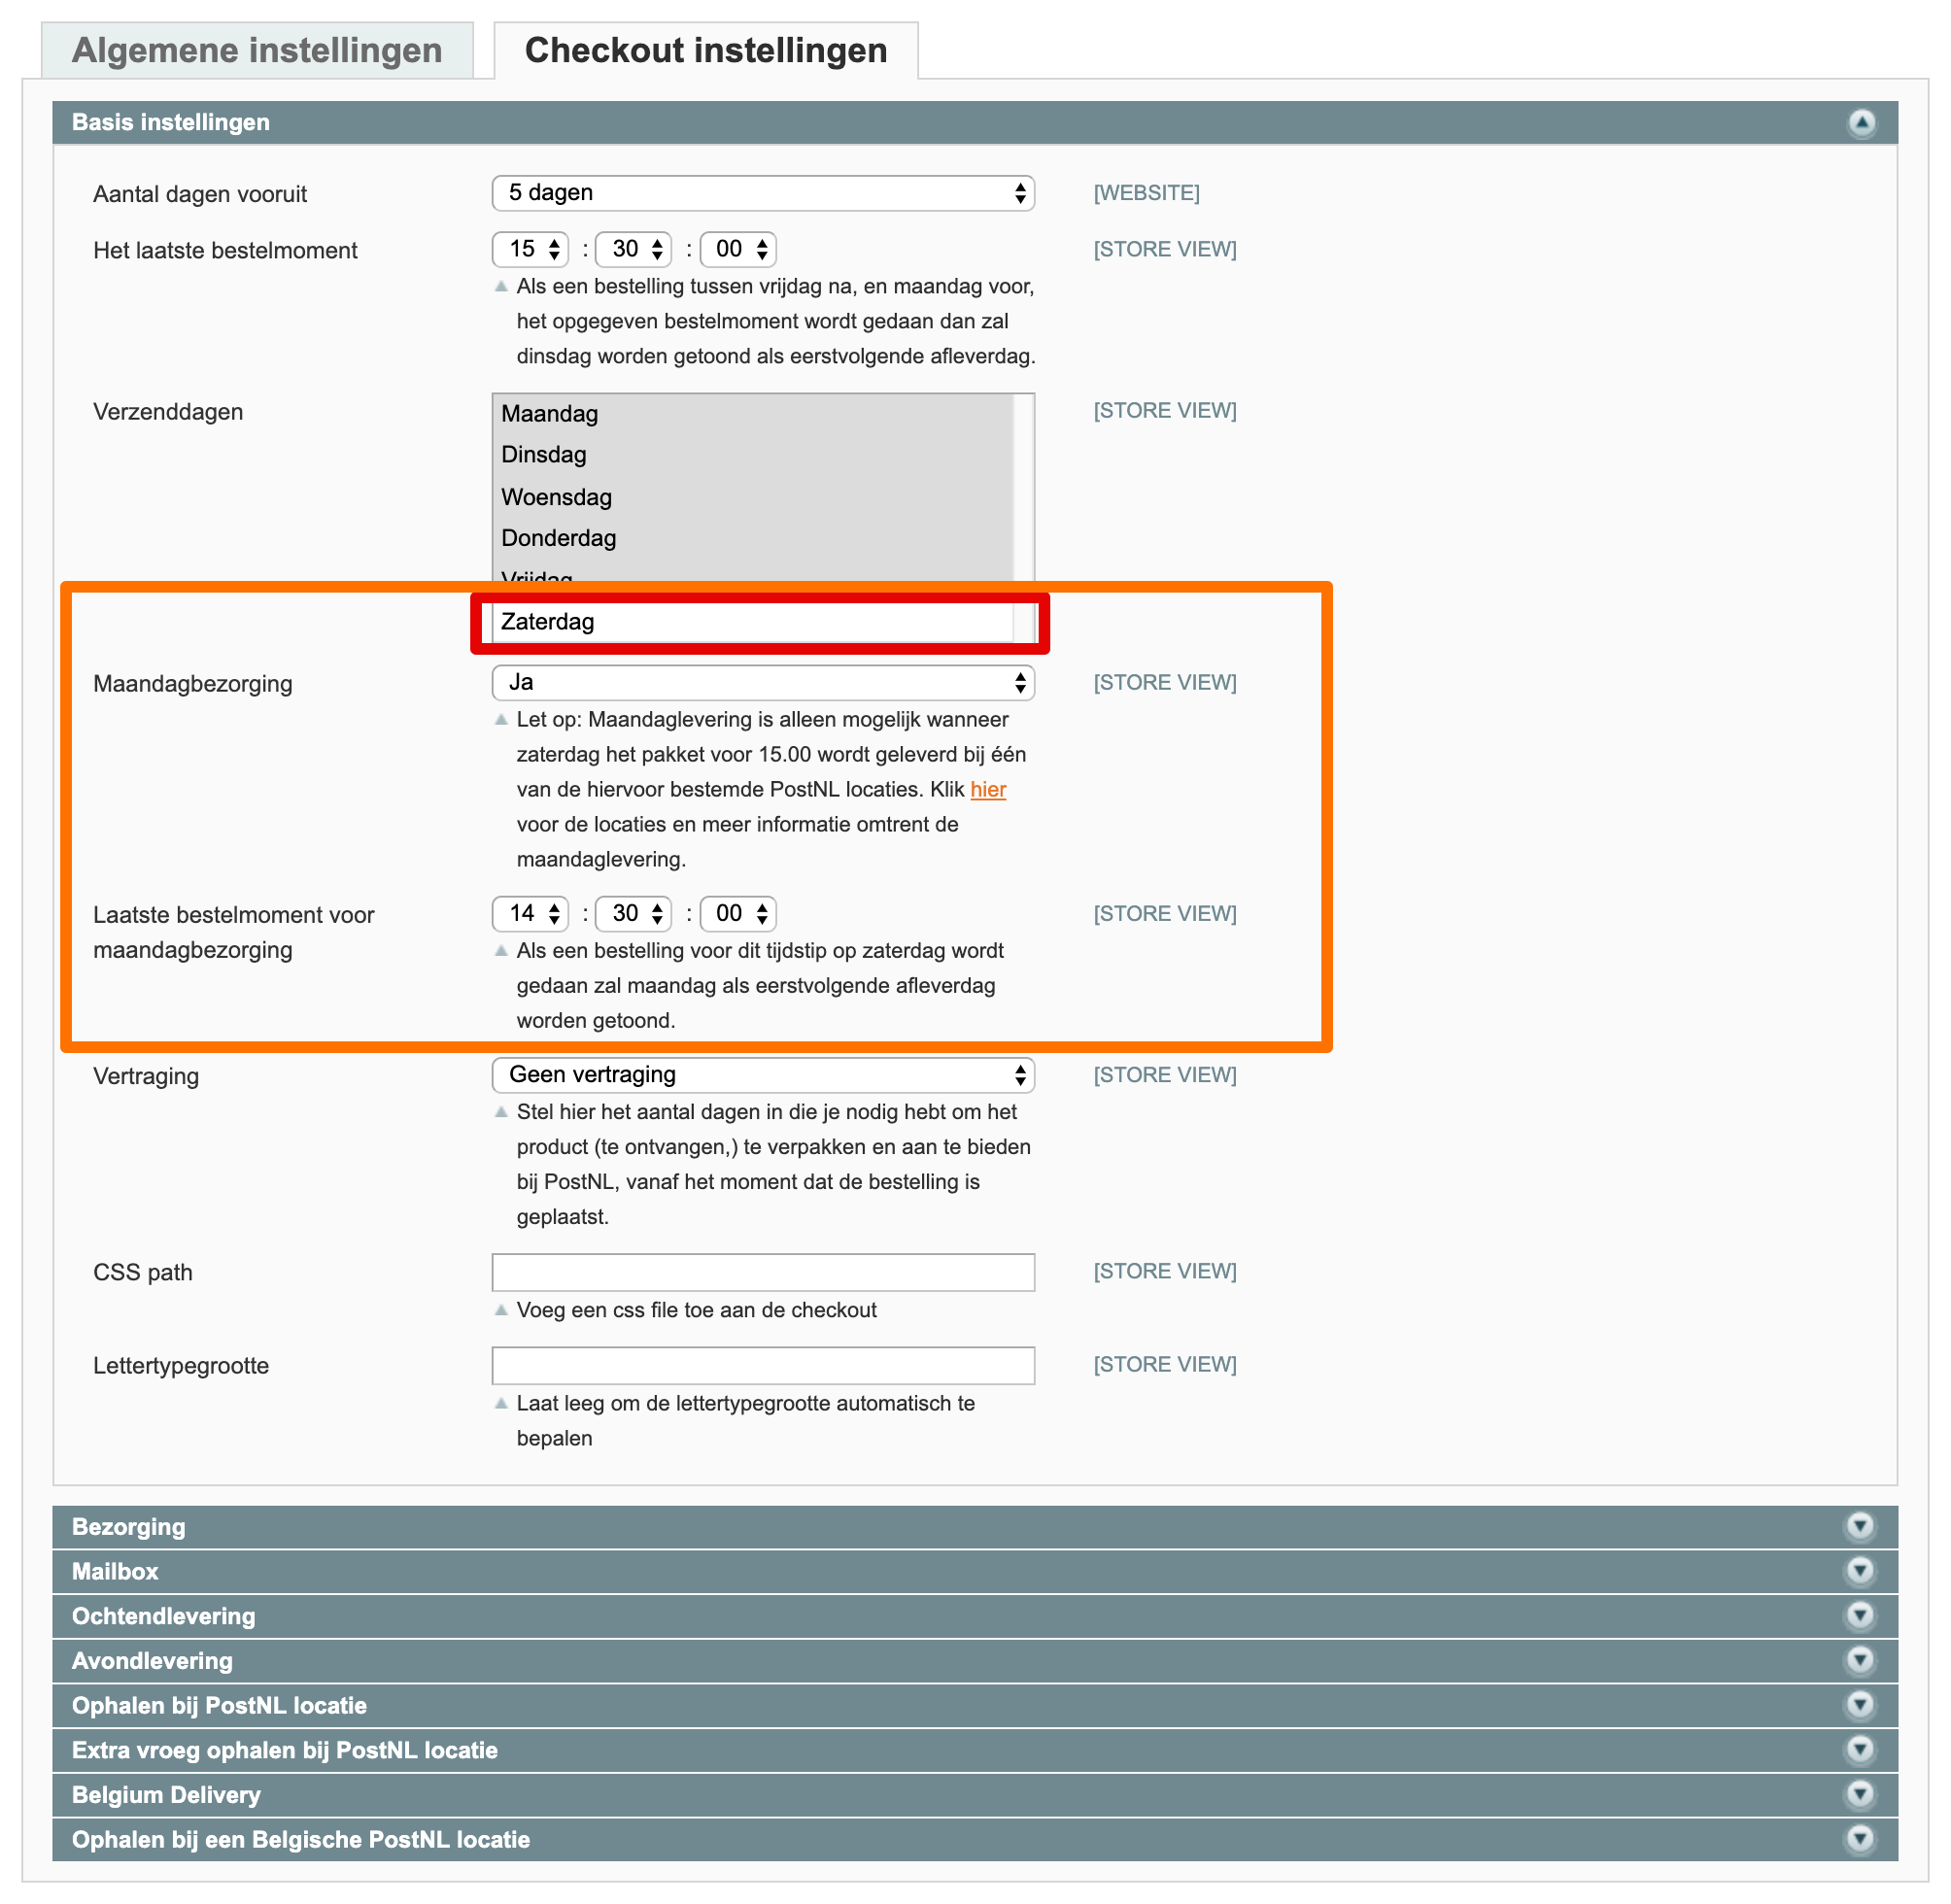 Algemene instellingen
Checkout instellingen
Basis instellingen
Aantal dagen vooruit
5 dagen
[WEBSITE]
Het laatste bestelmoment
15 : 30 : 00
[STORE VIEW]
Als een bestelling tussen vrijdag na, en maandag voor,
het opgegeven bestelmoment wordt gedaan dan zal
dinsdag worden getoond als eerstvolgende afleverdag.
Verzenddagen
Maandag
[STORE VIEW]
Dinsdag
Woensdag
Donderdag
Vrijdag
Zaterdag
Maandagbezorging
Ja
[STORE VIEW]
Let op: Maandaglevering is alleen mogelijk wanneer
zaterdag het pakket voor 15.00 wordt geleverd bij één
van de hiervoor bestemde PostNL locaties. Klik hier
voor de locaties en meer informatie omtrent de
maandaglevering.
Laatste bestelmoment voor
maandagbezorging
14 : 30 : 00
[STORE VIEW]
Als een bestelling voor dit tijdstip op zaterdag wordt
gedaan zal maandag als eerstvolgende afleverdag
worden getoond.
Vertraging
Geen vertraging
[STORE VIEW]
Stel hier het aantal dagen in die je nodig hebt om het
product (te ontvangen,) te verpakken en aan te bieden
bij PostNL, vanaf het moment dat de bestelling is
geplaatst.
CSS path
[STORE VIEW]
Voeg een css file toe aan de checkout
Lettertypegrootte
[STORE VIEW]
Laat leeg om de lettertypegrootte automatisch te
bepalen
Bezorging
Mailbox
Ochtendlevering
Avondlevering
Ophalen bij PostNL locatie
Extra vroeg ophalen bij PostNL locatie
Belgium Delivery
Ophalen bij een Belgische PostNL locatie